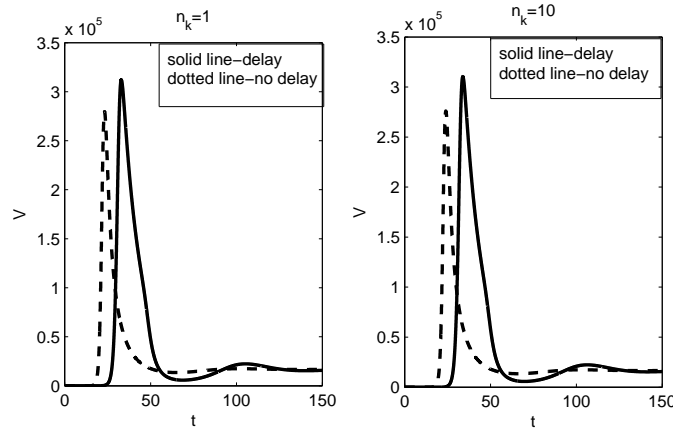 n_k=1
x 10^5
3.5
3
2.5
2
1.5
1
0.5
0
V
0 50 100 150
t
solid line−delay
dotted line−no delay
n_k=10
x 10^5
3.5
3
2.5
2
1.5
1
0.5
0
V
0 50 100 150
t
solid line−delay
dotted line−no delay